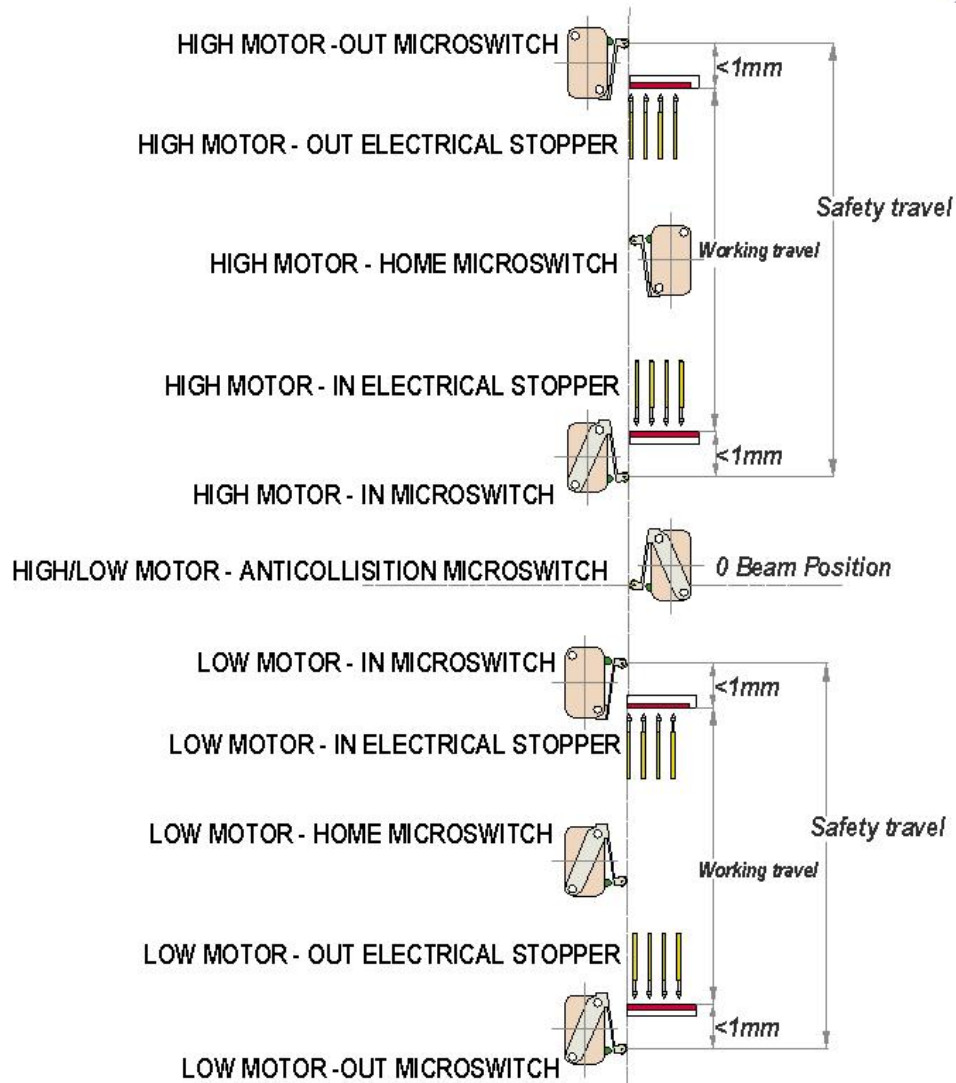 HIGH MOTOR -OUT MICROSWITCH
<1mm
HIGH MOTOR - OUT ELECTRICAL STOPPER
Safety travel
HIGH MOTOR - HOME MICROSWITCH
Working travel
HIGH MOTOR - IN ELECTRICAL STOPPER
<1mm
HIGH MOTOR - IN MICROSWITCH
HIGH/LOW MOTOR - ANTICOLLISITION MICROSWITCH
0 Beam Position
LOW MOTOR - IN MICROSWITCH
<1mm
LOW MOTOR - IN ELECTRICAL STOPPER
LOW MOTOR - HOME MICROSWITCH
Safety travel
Working travel
LOW MOTOR - OUT ELECTRICAL STOPPER
<1mm
LOW MOTOR -OUT MICROSWITCH